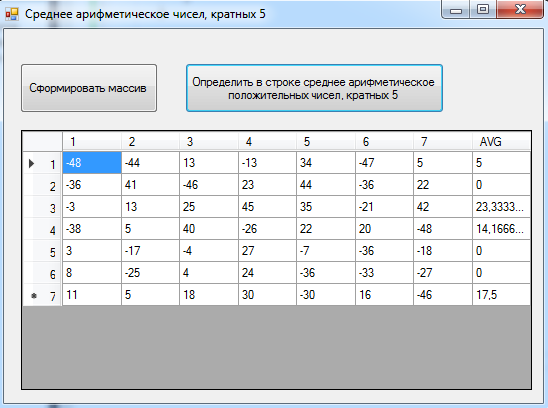 Среднее арифметическое чисел, кратных 5
Сформировать массив
Определить в строке среднее арифметическое
положительных чисел, кратных 5
1 2 3 4 5 6 7 AVG
1 -48 -44 13 -13 34 -47 5 5
2 -36 41 -46 23 44 -36 22 0
3 -3 13 25 45 35 -21 42 23,3333...
4 -38 5 40 -26 22 20 -48 14,1666...
5 3 -17 -4 27 -7 -36 -18 0
6 8 -25 4 24 -36 -33 -27 0
7 11 5 18 30 -30 16 -46 17,5